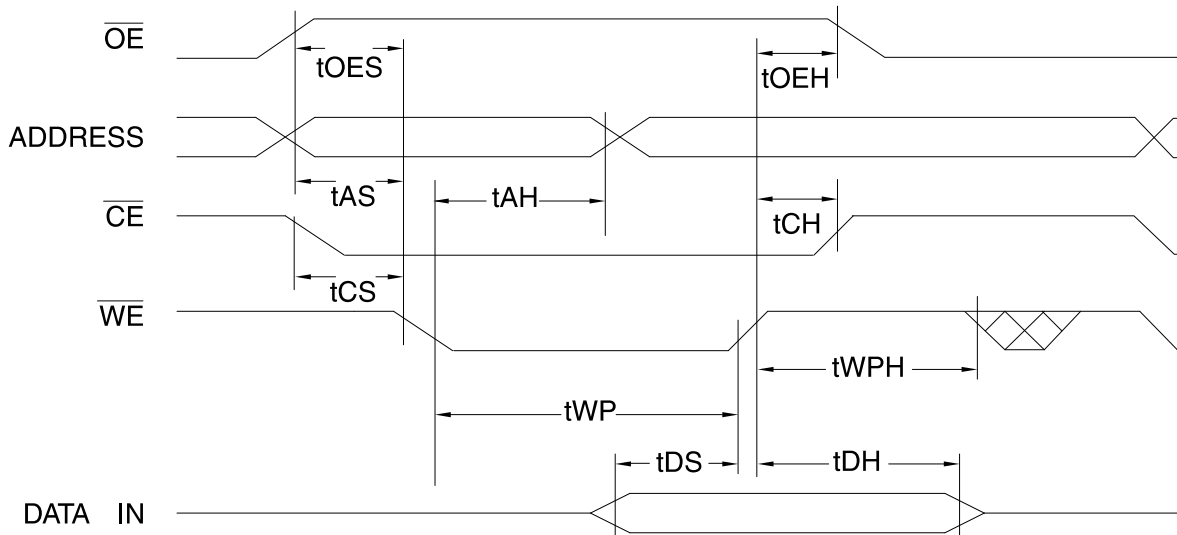 OE
tOES
tOEH
ADDRESS
tAS
tAH
CE
tCH
tCS
WE
tWPH
tWP
tDS
tDH
DATA IN